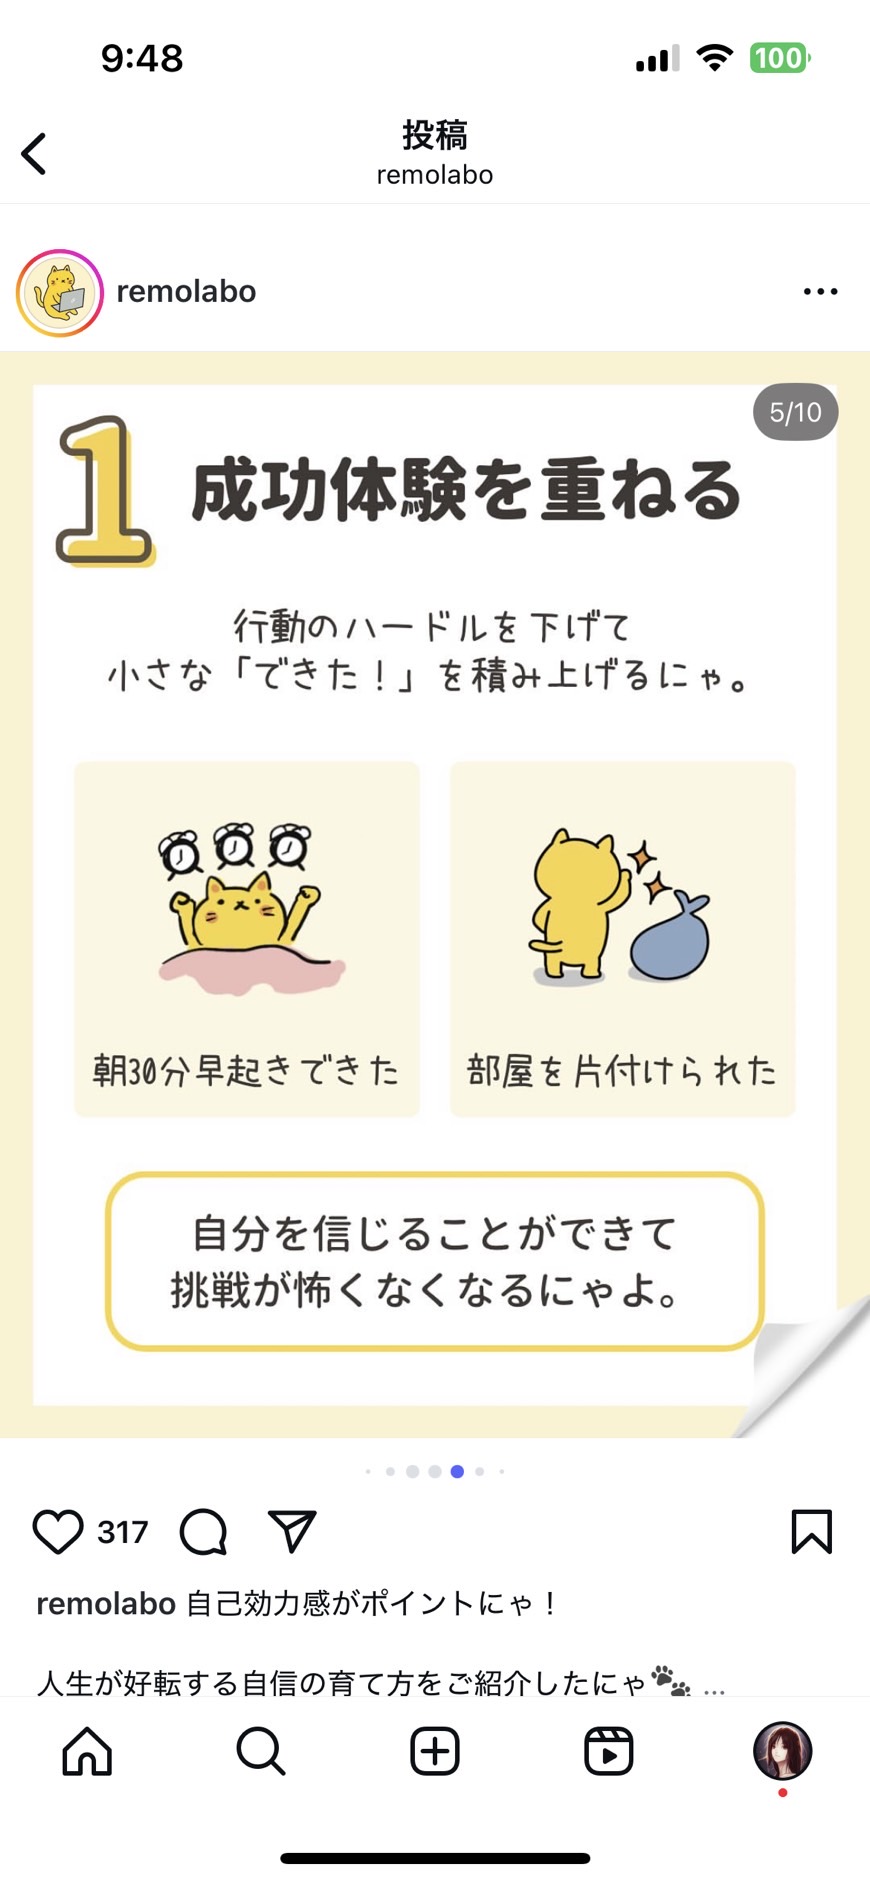 9:48
100
投稿
remolabo
remolabo
5/10
1 成功体験を重ねる
行動のハードルを下げて
小さな「できた！」を積み上げるにゃ。
朝30分早起きできた
部屋を片付けられた
自分を信じることができて
挑戦が怖くなくなるにゃよ。
317
remolabo 自己効力感がポイントにゃ！
人生が好転する自信の育て方をご紹介したにゃ🐾 ...